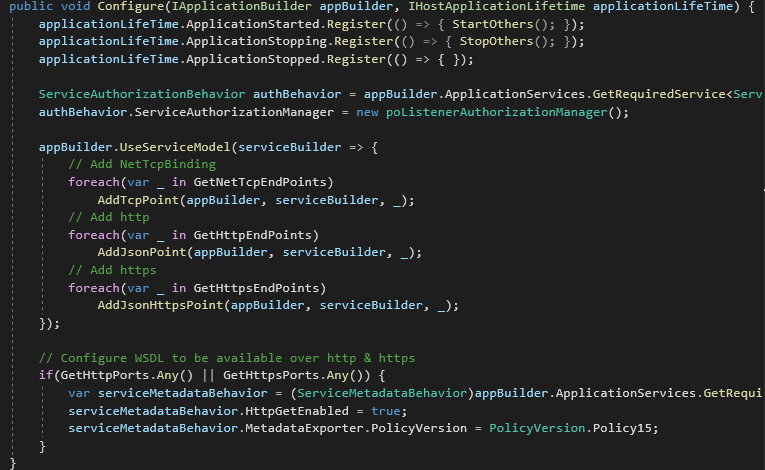 public void Configure(IApplicationBuilder appBuilder, IHostApplicationLifetime applicationLifeTime) {
applicationLifeTime.ApplicationStarted.Register(() => { StartOthers(); });
applicationLifeTime.ApplicationStopping.Register(() => { StopOthers(); });
applicationLifeTime.ApplicationStopped.Register(() => { });
ServiceAuthorizationBehavior authBehavior = appBuilder.ApplicationServices.GetRequiredService<Serv
authBehavior.ServiceAuthorizationManager = new poListenerAuthorizationManager();
appBuilder.UseServiceModel(serviceBuilder => {
// Add NetTcpBinding
foreach(var _ in GetNetTcpEndPoints)
AddTcpPoint(appBuilder, serviceBuilder, _);
// Add http
foreach(var _ in GetHttpEndPoints)
AddJsonPoint(appBuilder, serviceBuilder, _);
// Add https
foreach(var _ in GetHttpsEndPoints)
AddJsonHttpsPoint(appBuilder, serviceBuilder, _);
});
// Configure WSDL to be available over http & https
if(GetHttpPorts.Any() || GetHttpsPorts.Any()) {
var serviceMetadataBehavior = (ServiceMetadataBehavior)appBuilder.ApplicationServices.GetRequi
serviceMetadataBehavior.HttpGetEnabled = true;
serviceMetadataBehavior.MetadataExporter.PolicyVersion = PolicyVersion.Policy15;
}
}